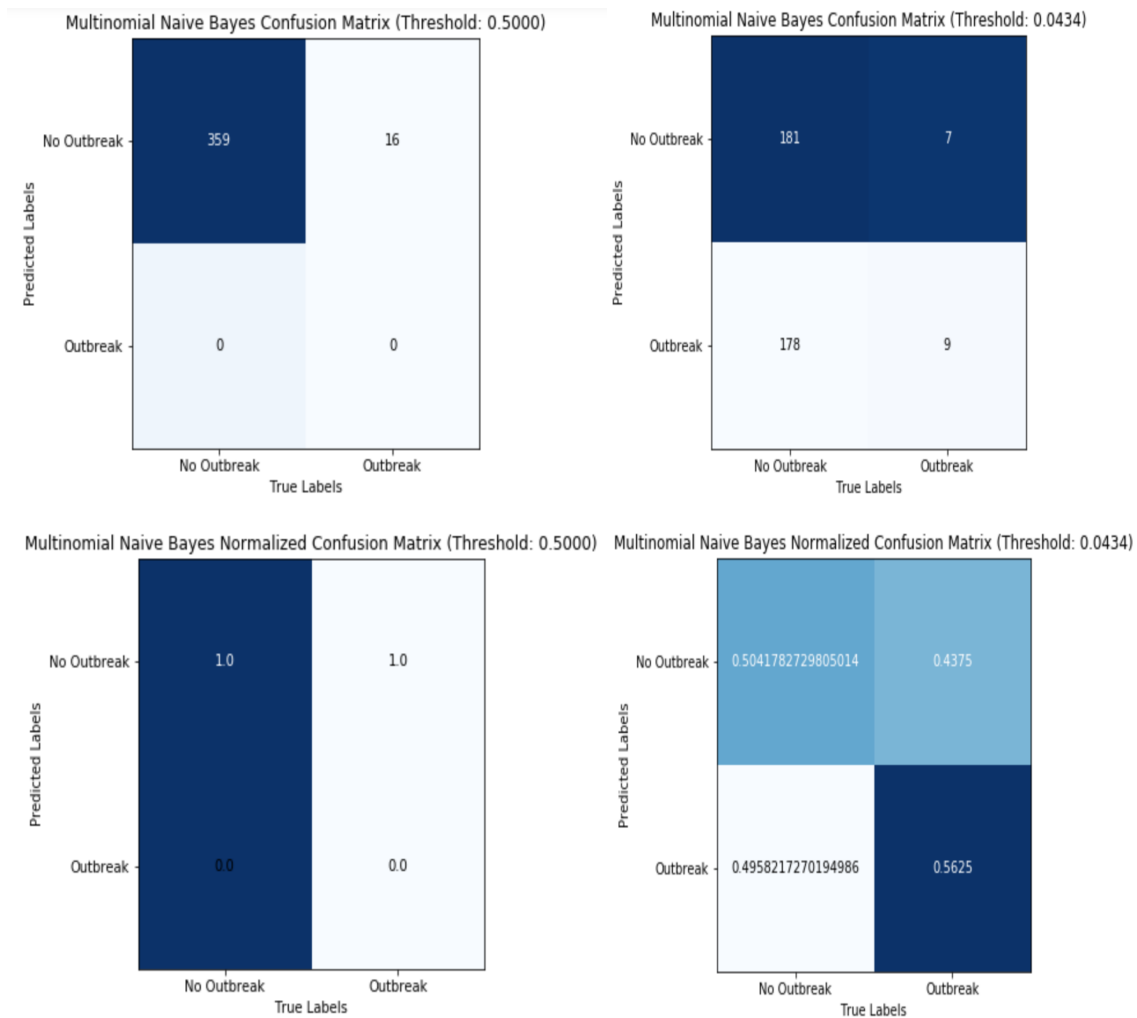 Multinomial Naive Bayes Confusion Matrix (Threshold: 0.5000)
No Outbreak
359
16
Outbreak
0
0
No Outbreak
Outbreak
True Labels
Predicted Labels
Multinomial Naive Bayes Confusion Matrix (Threshold: 0.0434)
No Outbreak
181
7
Outbreak
178
9
No Outbreak
Outbreak
True Labels
Predicted Labels
Multinomial Naive Bayes Normalized Confusion Matrix (Threshold: 0.5000)
No Outbreak
1.0
1.0
Outbreak
0.0
0.0
No Outbreak
Outbreak
True Labels
Predicted Labels
Multinomial Naive Bayes Normalized Confusion Matrix (Threshold: 0.0434)
No Outbreak
0.5041782729805014
0.4375
Outbreak
0.4958217270194986
0.5625
No Outbreak
Outbreak
True Labels
Predicted Labels